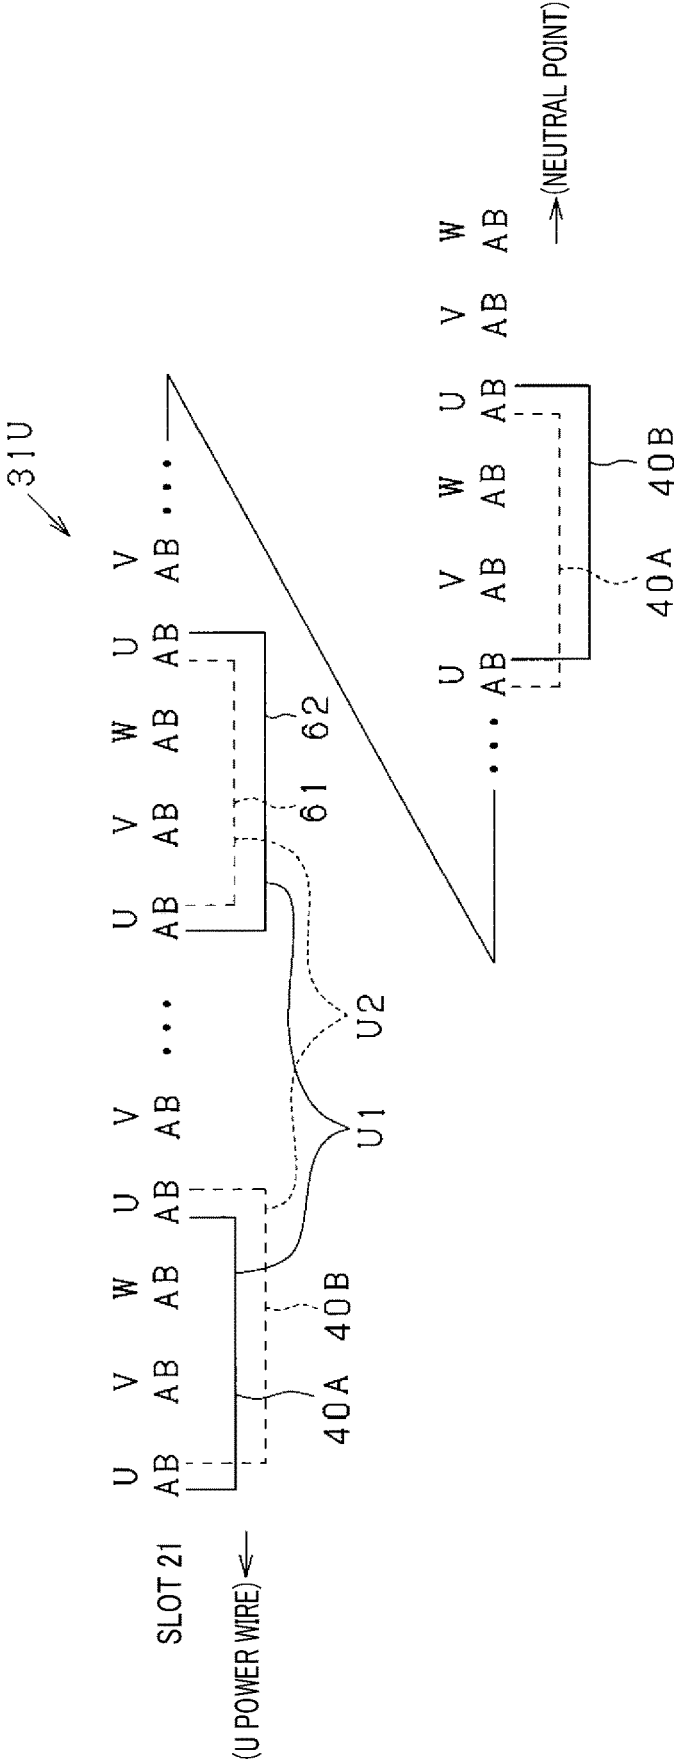 31U
U V W U V U V W U V
SLOT 21 AB AB AB AB AB ••• AB AB AB AB AB •••
(U POWER WIRE)
40A 40B 61 62
U1 U2
U V W U V W
••• AB AB AB AB AB AB
(NEUTRAL POINT)
40A 40B